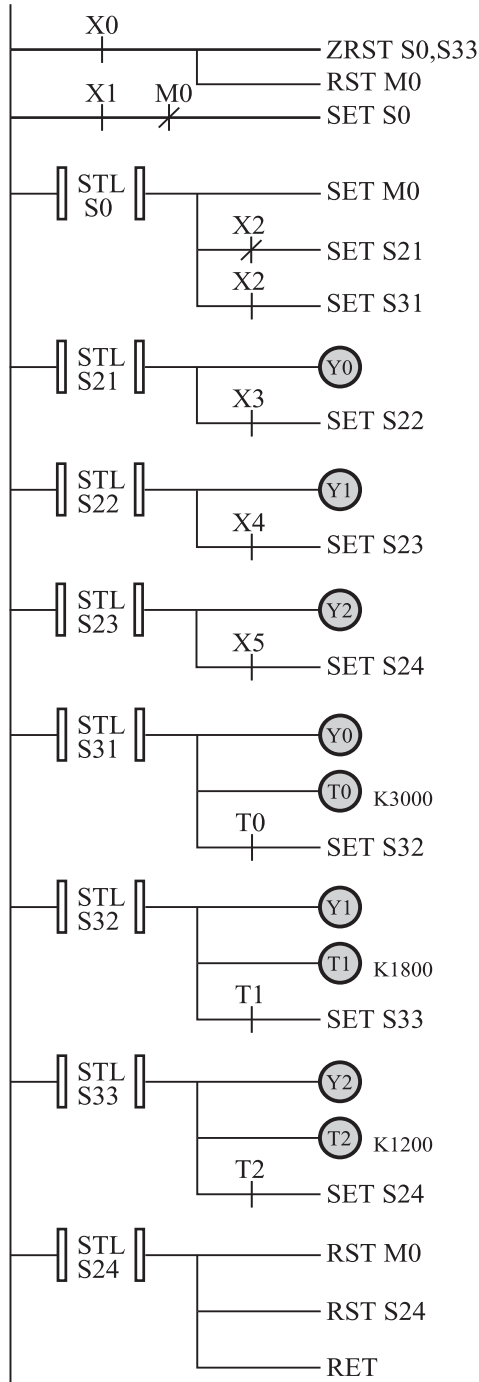 X0
ZRST S0,S33
RST M0
X1 M0
SET S0
STL
S0
SET M0
X2
SET S21
X2
SET S31
STL
S21
Y0
X3
SET S22
STL
S22
Y1
X4
SET S23
STL
S23
Y2
X5
SET S24
STL
S31
Y0
T0 K3000
T0
SET S32
STL
S32
Y1
T1 K1800
T1
SET S33
STL
S33
Y2
T2 K1200
T2
SET S24
STL
S24
RST M0
RST S24
RET